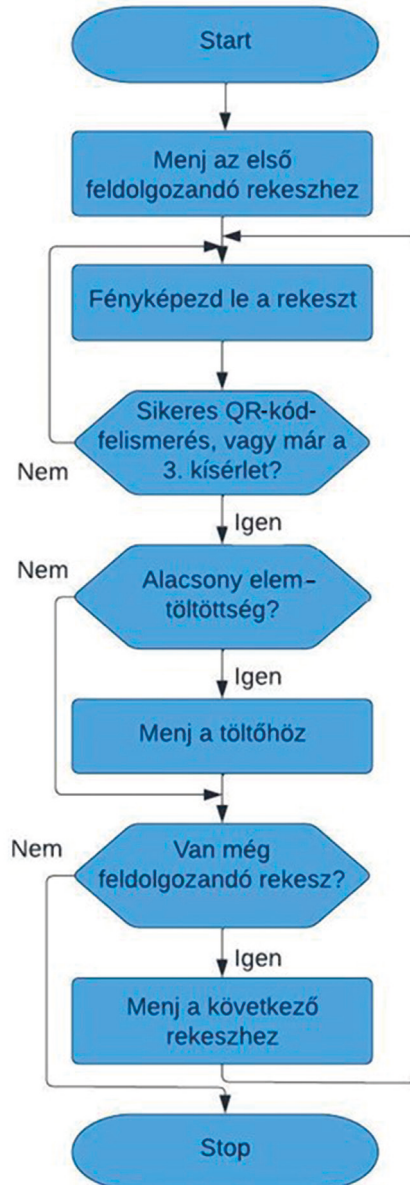 Start
Menj az első
feldolgozandó rekeszhez
Fényképezd le a rekeszt
Sikeres QR-kód-
felismerés, vagy már a
3. kísérlet?
Nem
Igen
Nem
Alacsony elem-
töltöttség?
Igen
Menj a töltőhöz
Nem
Van még
feldolgozandó rekesz?
Igen
Menj a következő
rekeszhez
Stop